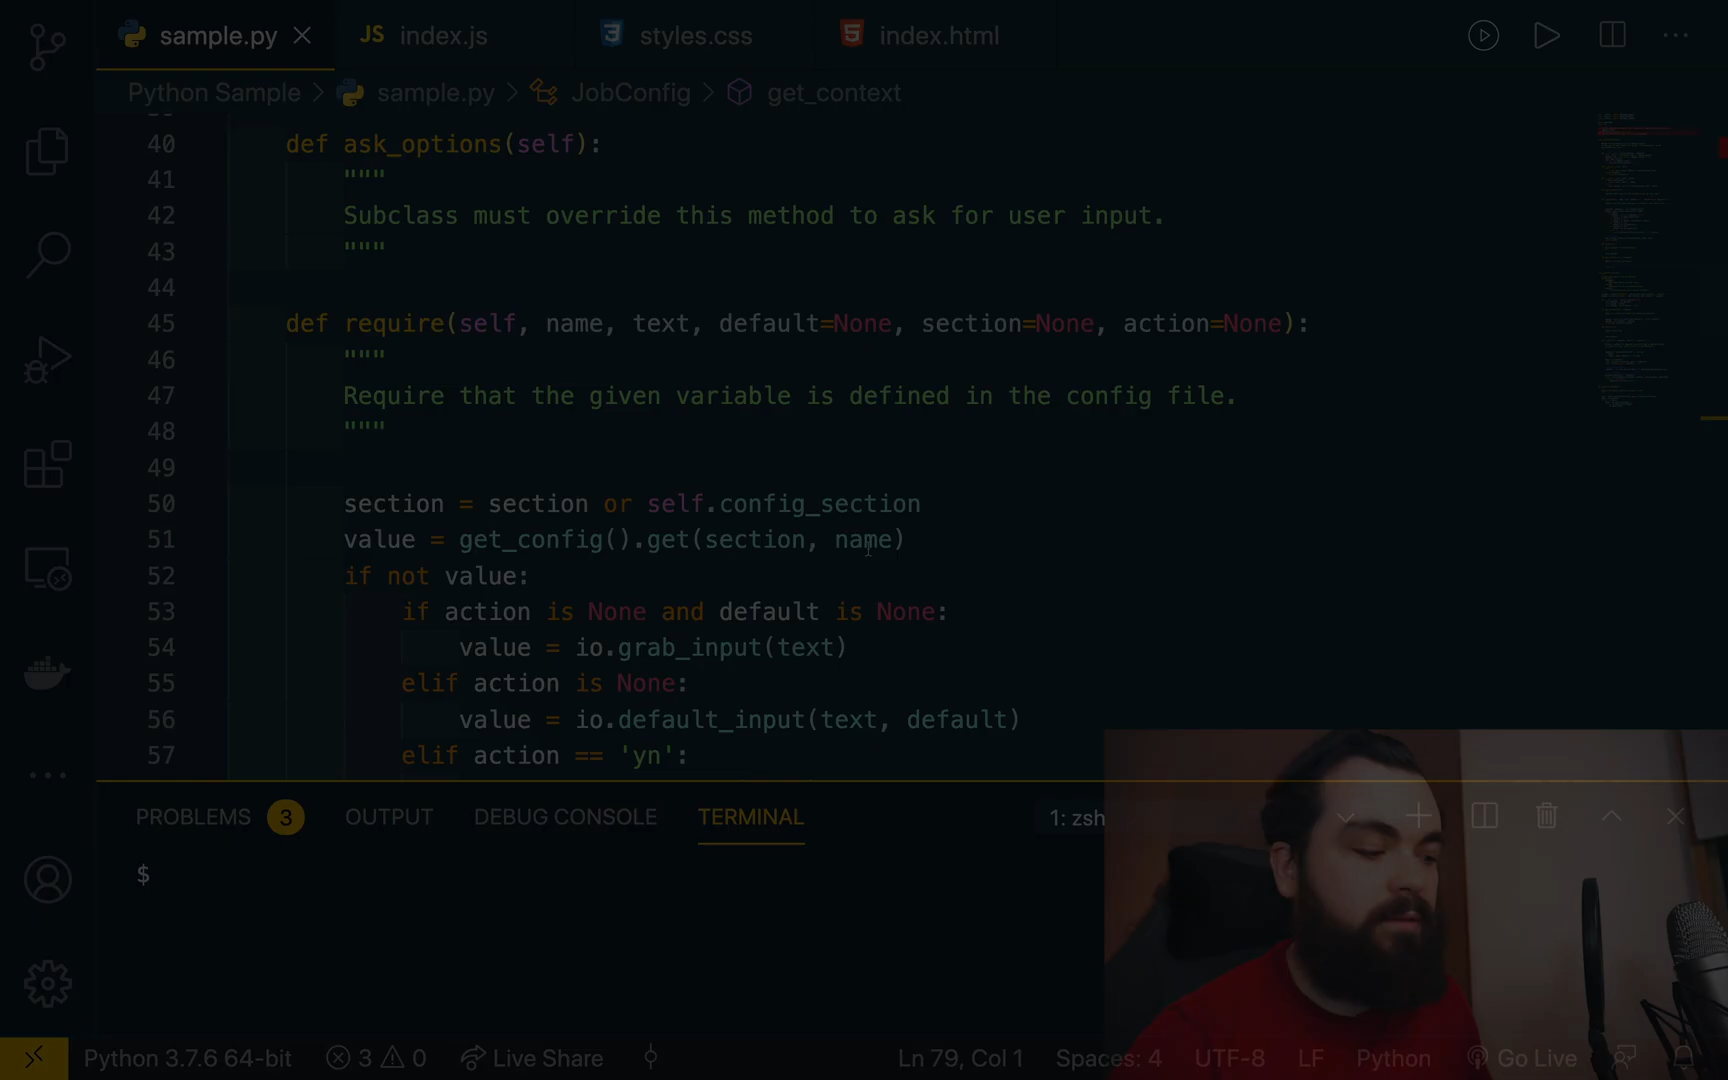 sample.py
JS index.js
3 styles.css
5 index.html
Python Sample > sample.py > JobConfig > get_context
40 def ask_options(self):
41 """
42 Subclass must override this method to ask for user input.
43 """
44
45 def require(self, name, text, default=None, section=None, action=None):
46 """
47 Require that the given variable is defined in the config file.
48 """
49
50 section = section or self.config_section
51 value = get_config().get(section, name)
52 if not value:
53 if action is None and default is None:
54 value = io.grab_input(text)
55 elif action is None:
56 value = io.default_input(text, default)
57 elif action == 'yn':
PROBLEMS 3 OUTPUT DEBUG CONSOLE TERMINAL 1: zsh
$
Python 3.7.6 64-bit 3 0 Live Share Ln 79, Col 1 Spaces: 4 UTF-8 LF Python Go Live